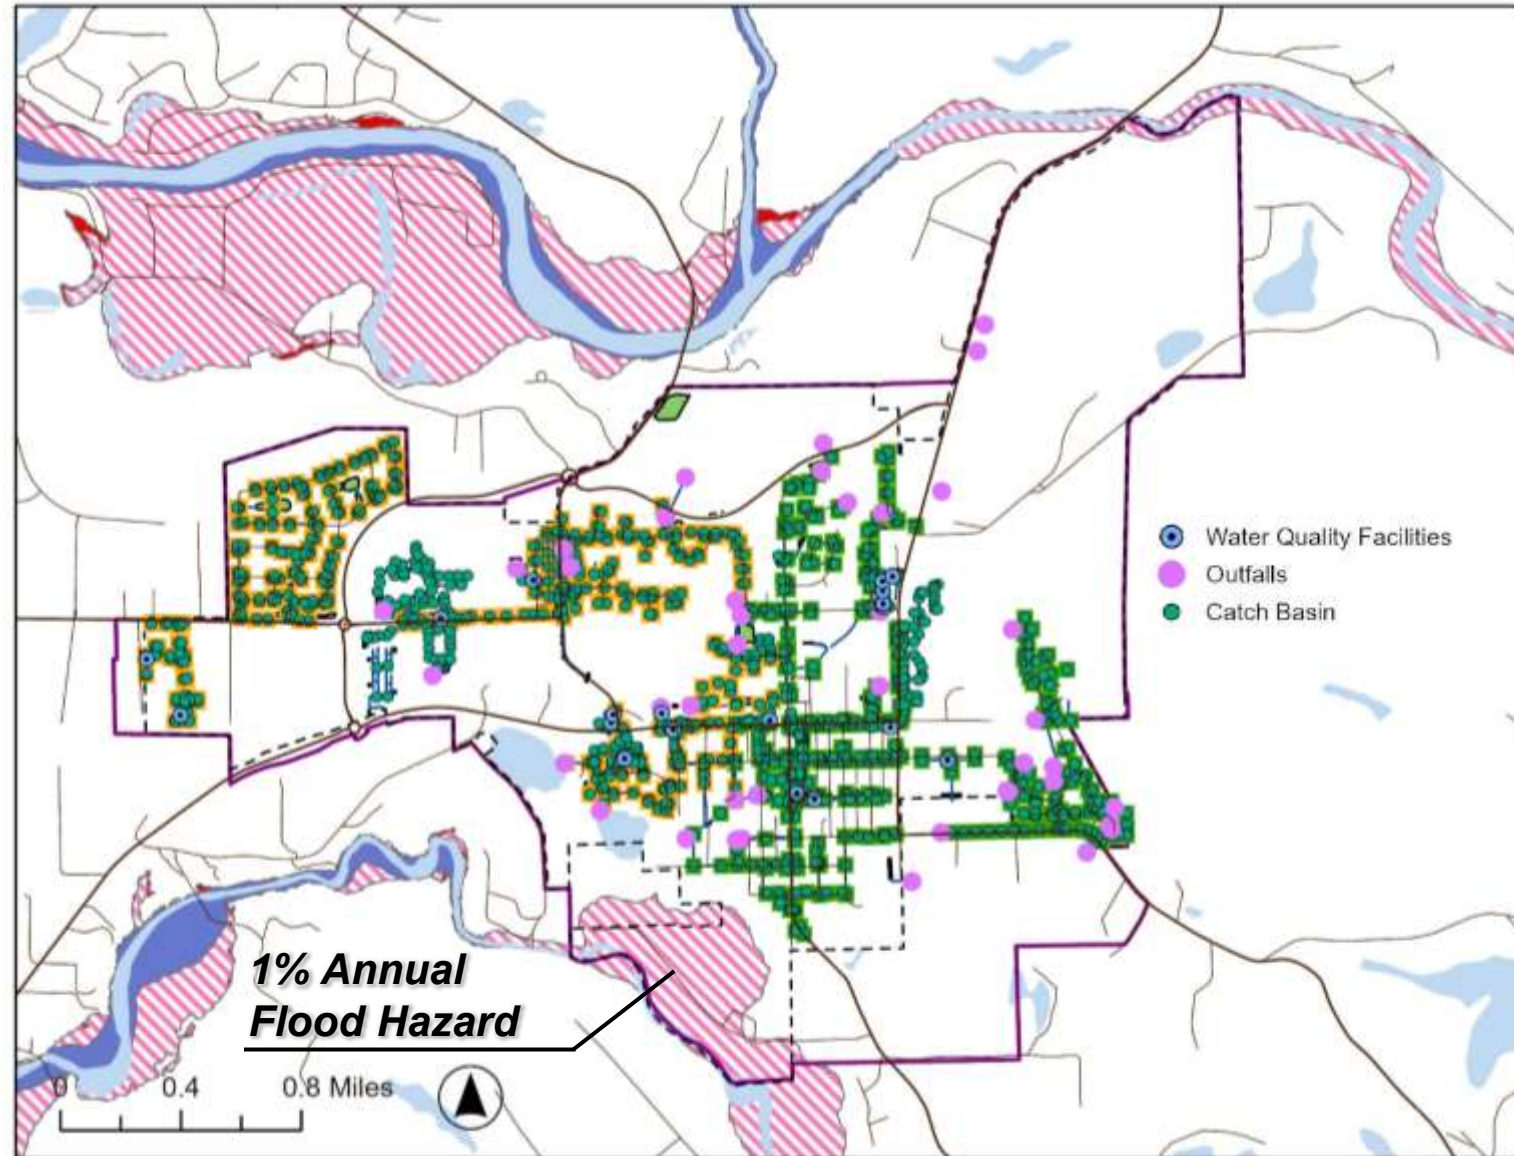 Water Quality Facilities
Outfalls
Catch Basin
1% Annual
Flood Hazard
0 0.4 0.8 Miles